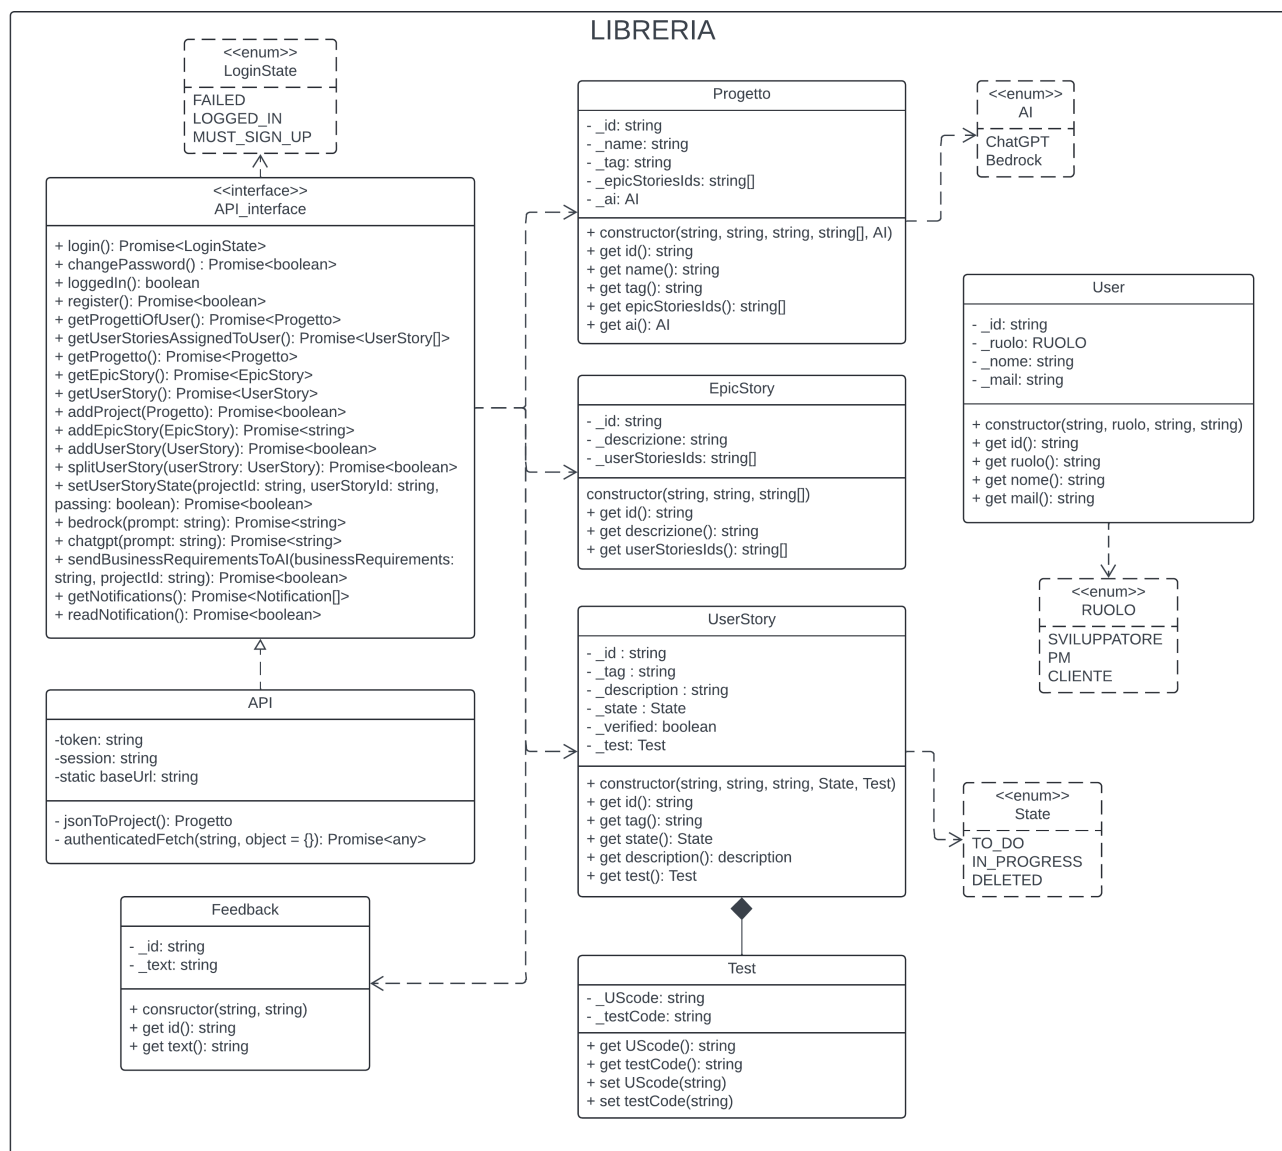 LIBRERIA
<<enum>>
LoginState
FAILED
LOGGED_IN
MUST_SIGN_UP
<<interface>>
API_interface
+ login(): Promise<LoginState>
+ changePassword() : Promise<boolean>
+ loggedIn(): boolean
+ register(): Promise<boolean>
+ getProgettiOfUser(): Promise<Progetto>
+ getUserStoriesAssignedToUser(): Promise<UserStory[]>
+ getProgetto(): Promise<Progetto>
+ getEpicStory(): Promise<EpicStory>
+ getUserStory(): Promise<UserStory>
+ addProject(Progetto): Promise<boolean>
+ addEpicStory(EpicStory): Promise<string>
+ addUserStory(UserStory): Promise<boolean>
+ splitUserStory(userStrory: UserStory): Promise<boolean>
+ setUserStoryState(projectId: string, userStoryId: string,
passing: boolean): Promise<boolean>
+ bedrock(prompt: string): Promise<string>
+ chatgpt(prompt: string): Promise<string>
+ sendBusinessRequirementsToAI(businessRequirements:
string, projectId: string): Promise<boolean>
+ getNotifications(): Promise<Notification[]>
+ readNotification(): Promise<boolean>
API
-token: string
-session: string
-static baseUrl: string
- jsonToProject(): Progetto
- authenticatedFetch(string, object = {}): Promise<any>
Feedback
- _id: string
- _text: string
+ consructor(string, string)
+ get id(): string
+ get text(): string
Progetto
- _id: string
- _name: string
- _tag: string
- _epicStoriesIds: string[]
- _ai: AI
+ constructor(string, string, string, string[], AI)
+ get id(): string
+ get name(): string
+ get tag(): string
+ get epicStoriesIds(): string[]
+ get ai(): AI
EpicStory
- _id: string
- _descrizione: string
- _userStoriesIds: string[]
constructor(string, string, string[])
+ get id(): string
+ get descrizione(): string
+ get userStoriesIds(): string[]
UserStory
- _id : string
- _tag : string
- _description : string
- _state : State
- _verified: boolean
- _test: Test
+ constructor(string, string, string, State, Test)
+ get id(): string
+ get tag(): string
+ get state(): State
+ get description(): description
+ get test(): Test
Test
- _UScode: string
- _testCode: string
+ get UScode(): string
+ get testCode(): string
+ set UScode(string)
+ set testCode(string)
<<enum>>
AI
ChatGPT
Bedrock
User
- _id: string
- _ruolo: RUOLO
- _nome: string
- _mail: string
+ constructor(string, ruolo, string, string)
+ get id(): string
+ get ruolo(): string
+ get nome(): string
+ get mail(): string
<<enum>>
RUOLO
SVILUPPATORE
PM
CLIENTE
<<enum>>
State
TO_DO
IN_PROGRESS
DELETED